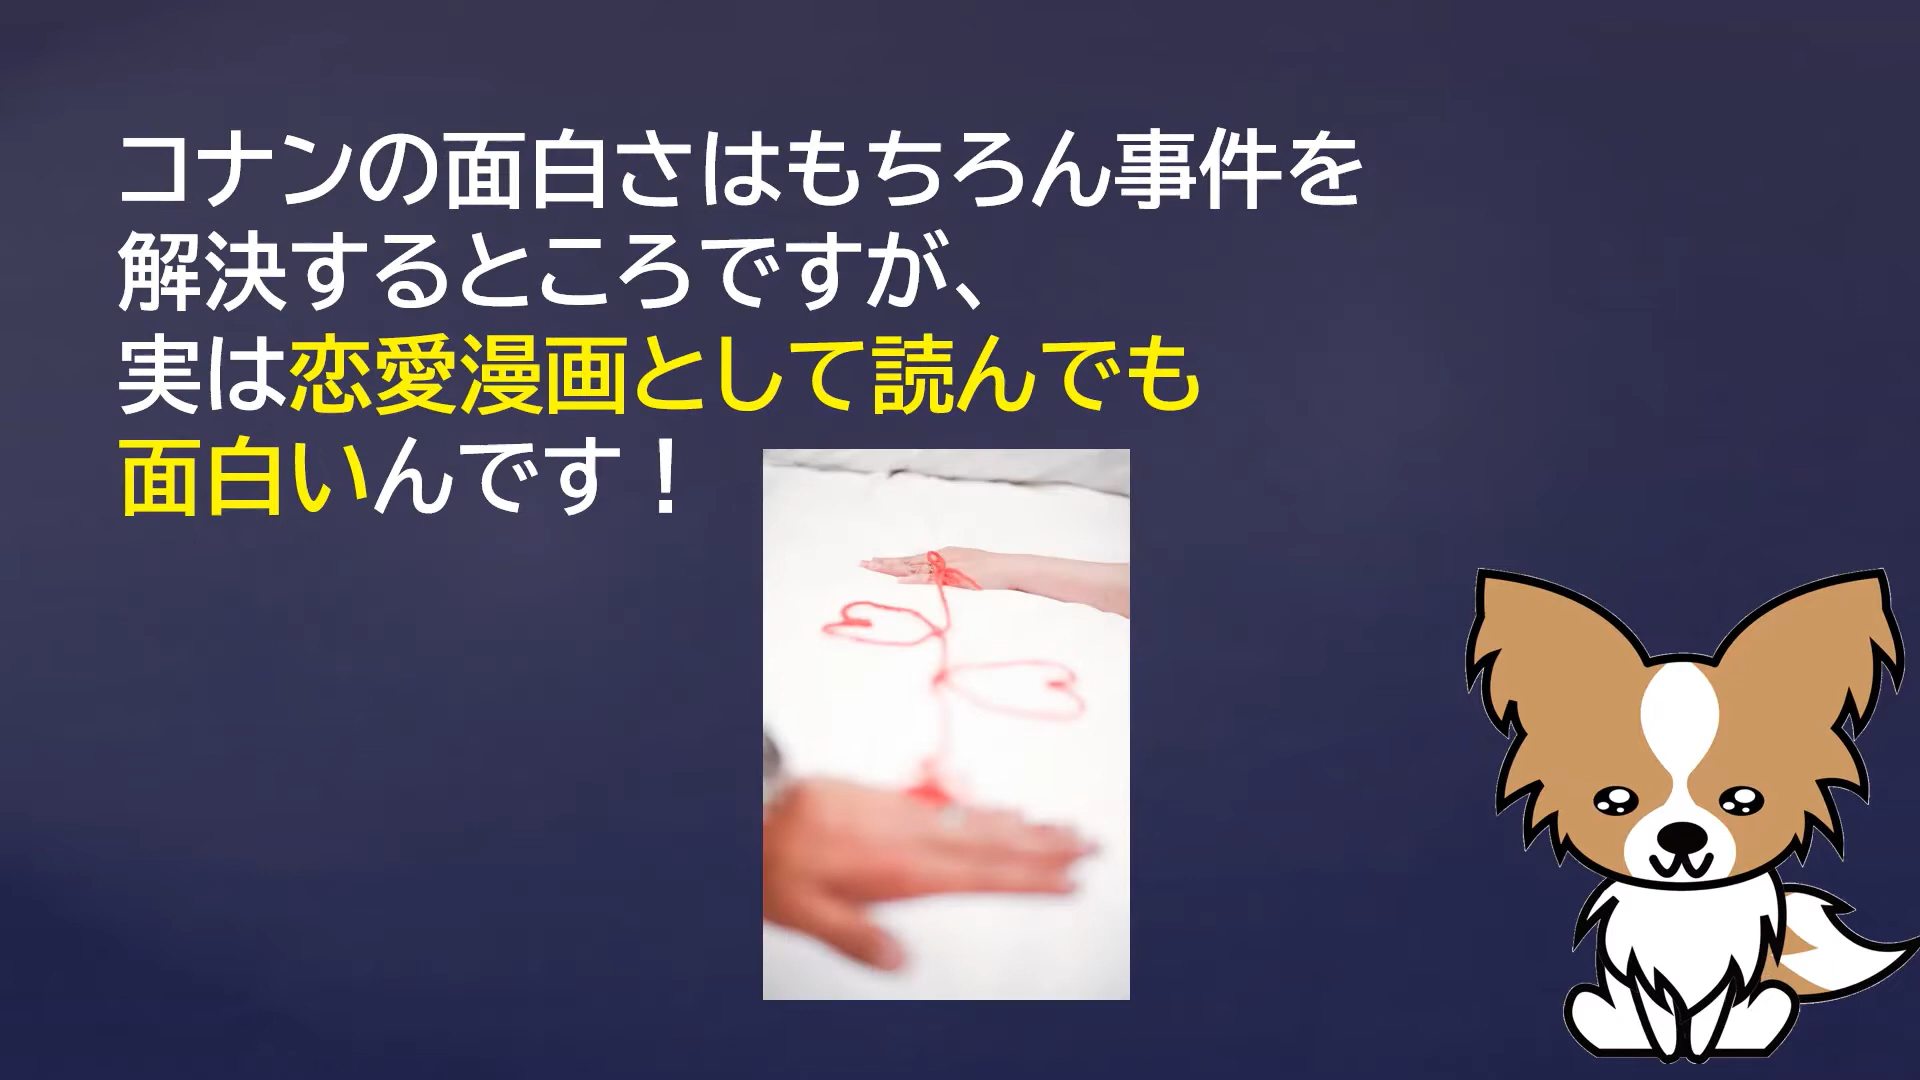 コナンの面白さはもちろん事件を
解決するところですが、
実は恋愛漫画として読んでも
面白いんです！